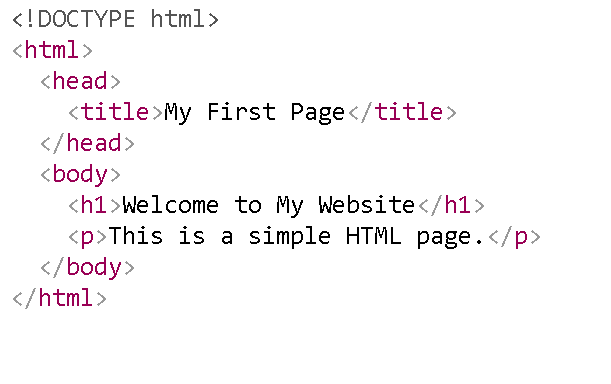 <!DOCTYPE html>
<html>
  <head>
    <title>My First Page</title>
  </head>
  <body>
    <h1>Welcome to My Website</h1>
    <p>This is a simple HTML page.</p>
  </body>
</html>